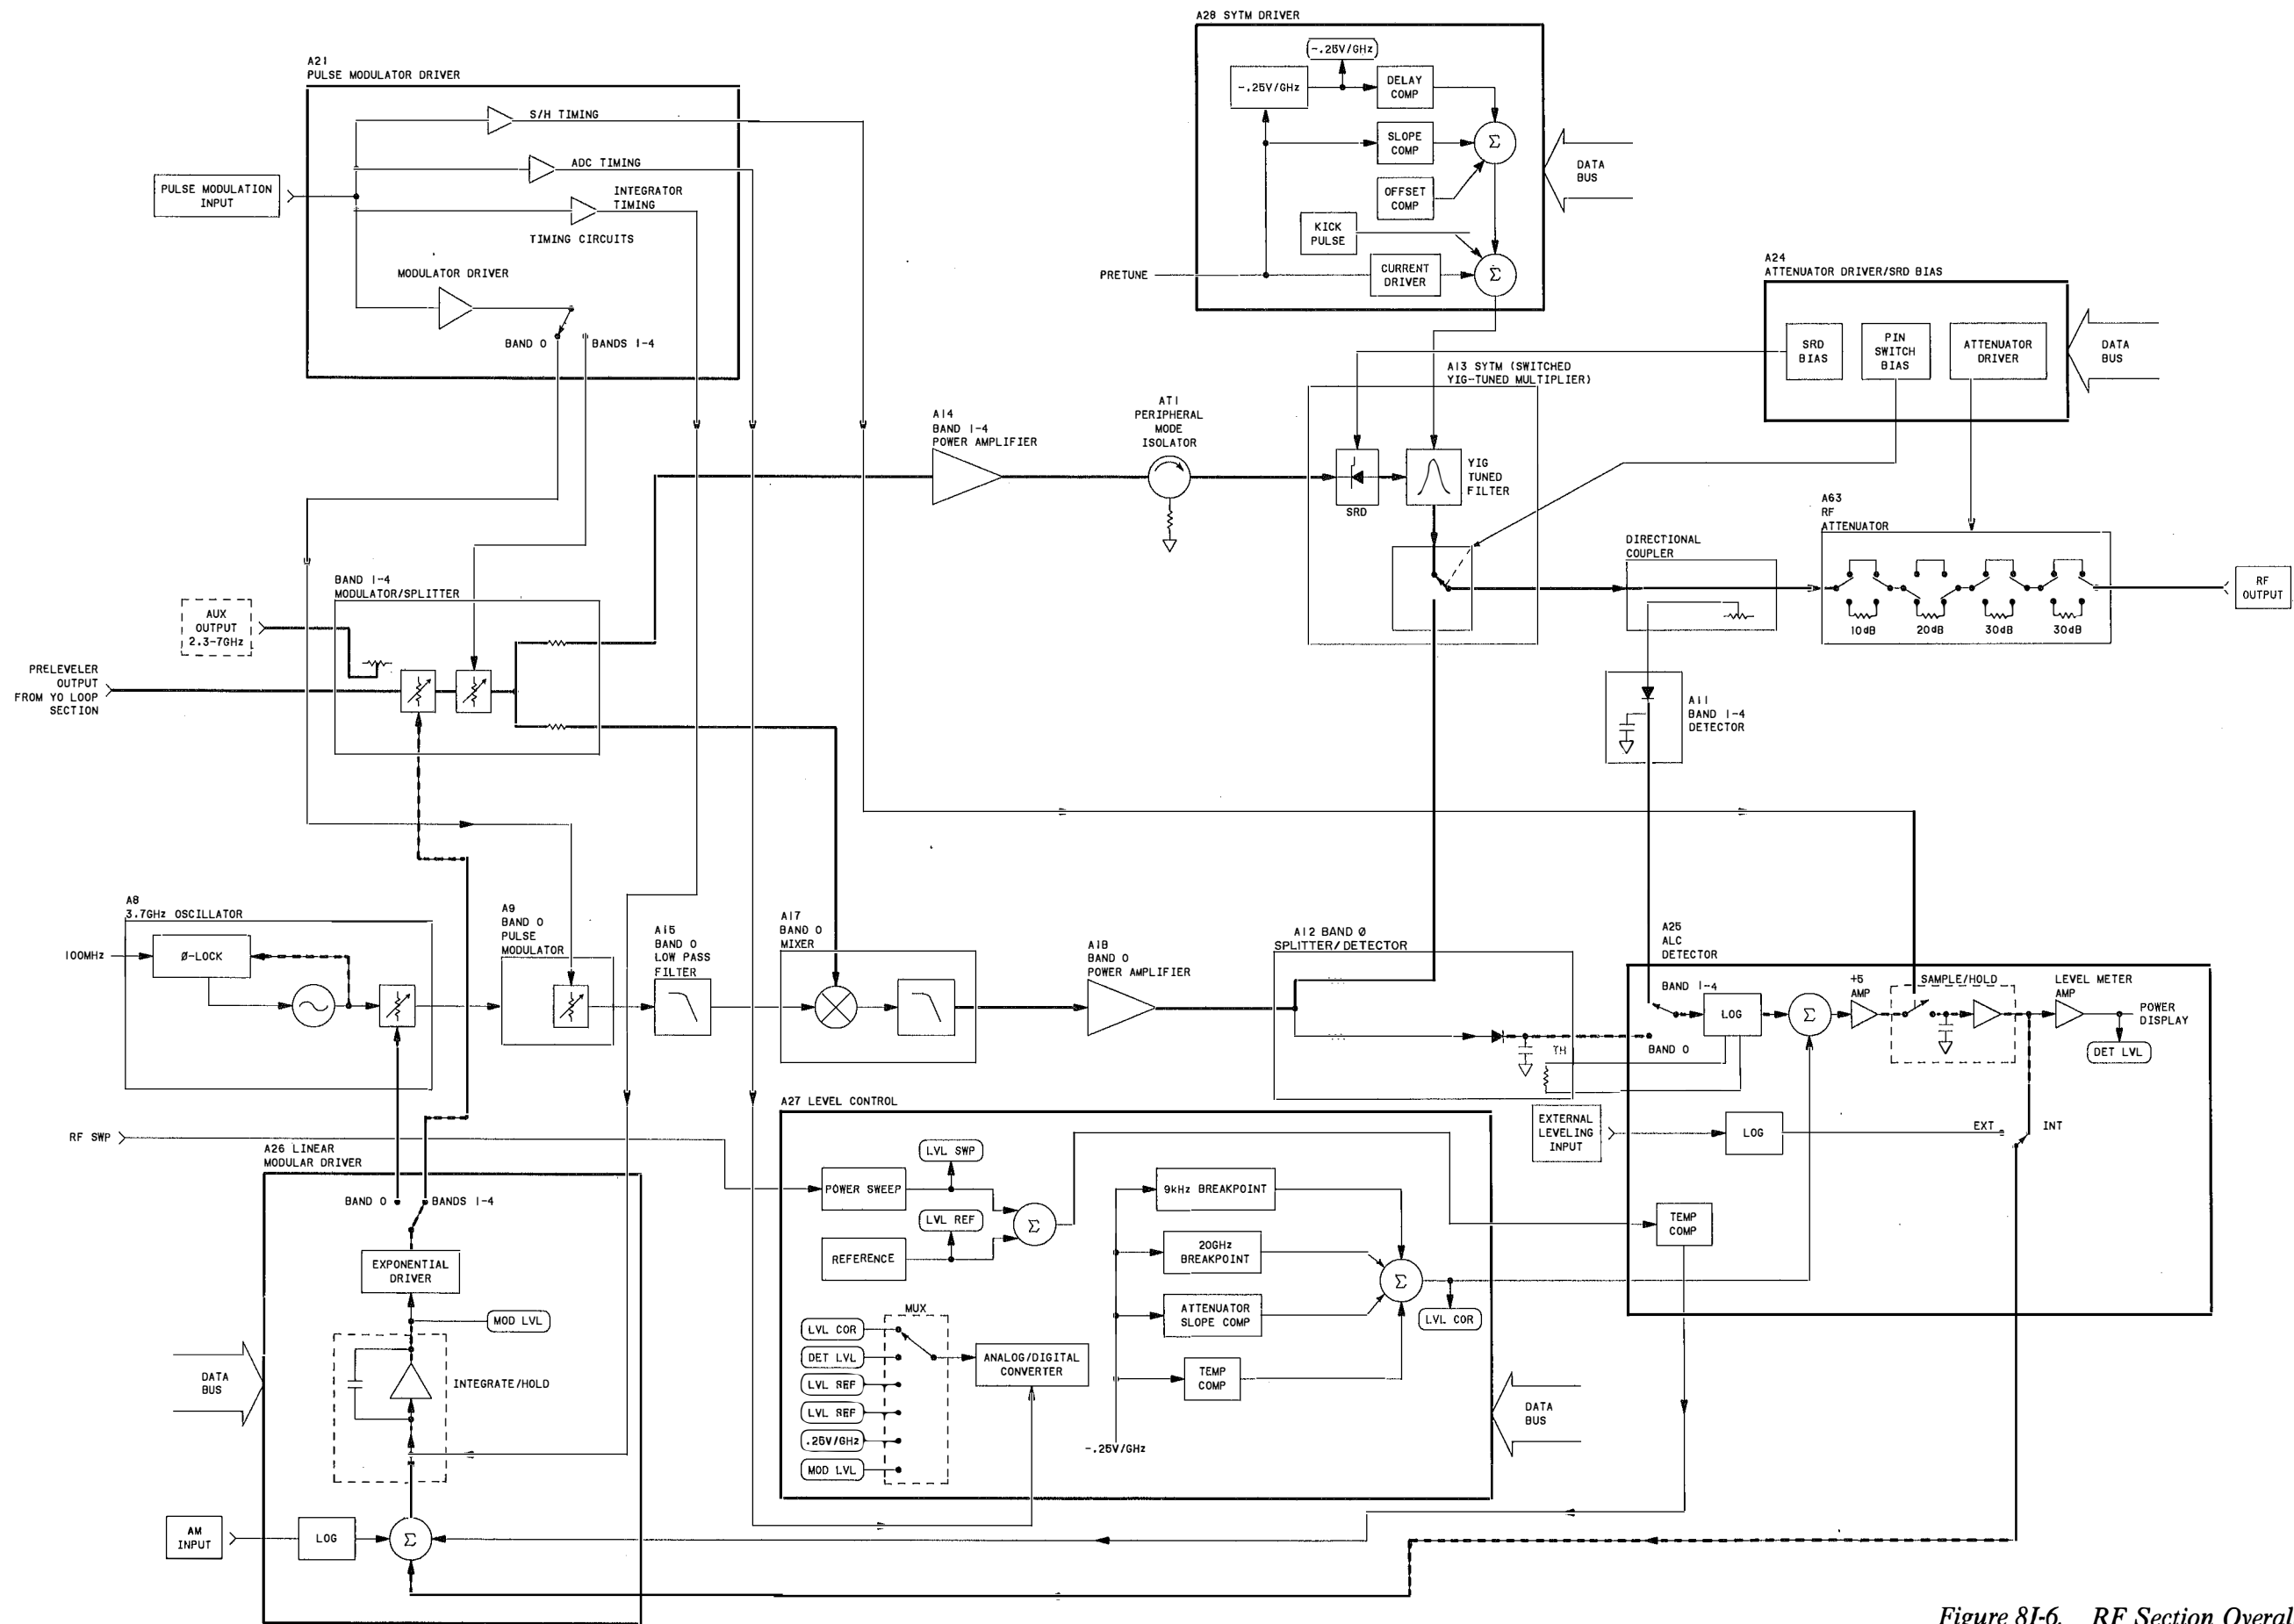 A28 SYTM DRIVER
(-.25V/GHz)
-.25V/GHz
DELAY
COMP
SLOPE
COMP
Σ
OFFSET
COMP
KICK
PULSE
PRETUNE
CURRENT
DRIVER
Σ
DATA
BUS
A21
PULSE MODULATOR DRIVER
S/H TIMING
ADC TIMING
INTEGRATOR
TIMING
TIMING CIRCUITS
MODULATOR DRIVER
BAND 0
BANDS 1-4
PULSE MODULATION
INPUT
A24
ATTENUATOR DRIVER/SRD BIAS
SRD
BIAS
PIN
SWITCH
BIAS
ATTENUATOR
DRIVER
DATA
BUS
A14
BAND 1-4
POWER AMPLIFIER
AT1
PERIPHERAL
MODE
ISOLATOR
A13 SYTM (SWITCHED
YIG-TUNED MULTIPLIER)
SRD
YIG
TUNED
FILTER
DIRECTIONAL
COUPLER
A63
RF
ATTENUATOR
10dB
20dB
30dB
30dB
RF
OUTPUT
BAND 1-4
MODULATOR/SPLITTER
AUX
OUTPUT
2.3-7GHz
PRELEVELER
OUTPUT
FROM YO LOOP
SECTION
A11
BAND 1-4
DETECTOR
A8
3.7GHz OSCILLATOR
100MHz
Ø-LOCK
A9
BAND 0
PULSE
MODULATOR
A15
BAND 0
LOW PASS
FILTER
A17
BAND 0
MIXER
A18
BAND 0
POWER AMPLIFIER
A12 BAND Ø
SPLITTER/DETECTOR
TH
A25
ALC
DETECTOR
BAND 1-4
BAND 0
LOG
Σ
+5
AMP
SAMPLE/HOLD
LEVEL METER
AMP
POWER
DISPLAY
DET LVL
EXTERNAL
LEVELING
INPUT
LOG
EXT
INT
TEMP
COMP
RF SWP
A26 LINEAR
MODULAR DRIVER
BAND 0
BANDS 1-4
EXPONENTIAL
DRIVER
MOD LVL
INTEGRATE/HOLD
DATA
BUS
AM
INPUT
LOG
Σ
A27 LEVEL CONTROL
LVL SWP
POWER SWEEP
LVL REF
REFERENCE
Σ
MUX
LVL COR
DET LVL
LVL REF
LVL REF
.25V/GHz
MOD LVL
ANALOG/DIGITAL
CONVERTER
9kHz BREAKPOINT
20GHz
BREAKPOINT
ATTENUATOR
SLOPE COMP
TEMP
COMP
-.25V/GHz
Σ
LVL COR
DATA
BUS
Figure 8I-6. RF Section Overal